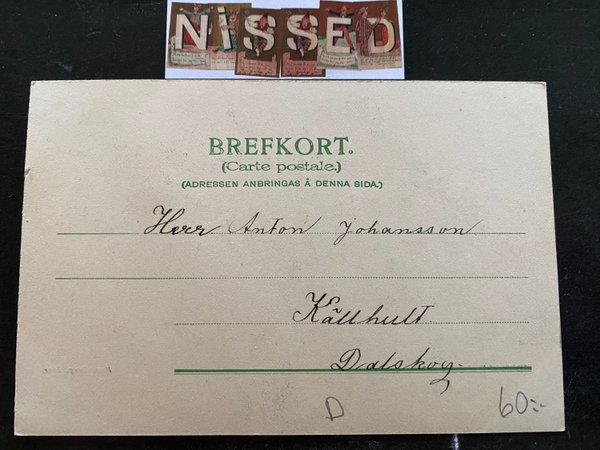 NiSSED
BREFKORT.
(Carte postale.)
(ADRESSEN ANBRINGAS Å DENNA SIDA.)
Herr. Anton Johansson
Källhult.
Dalskog.
D
60:-